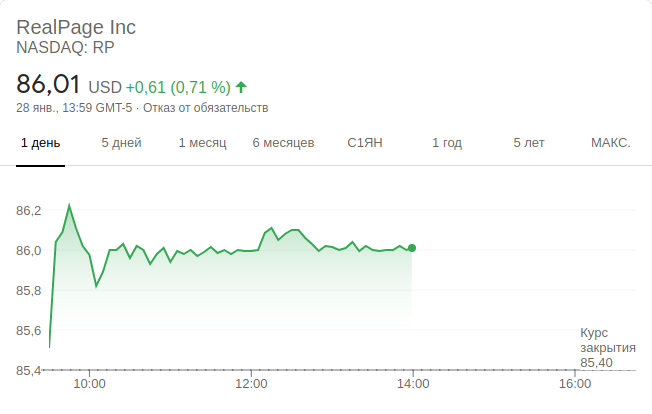 RealPage Inc
NASDAQ: RP
86,01 USD +0,61 (0,71 %)
28 янв., 13:59 GMT-5 · Отказ от обязательств
1 день 5 дней 1 месяц 6 месяцев С1ЯН 1 год 5 лет МАКС.
86,2
86,0
85,8
85,6
Курс
закрытия
85,40
85,4
10:00 12:00 14:00 16:00